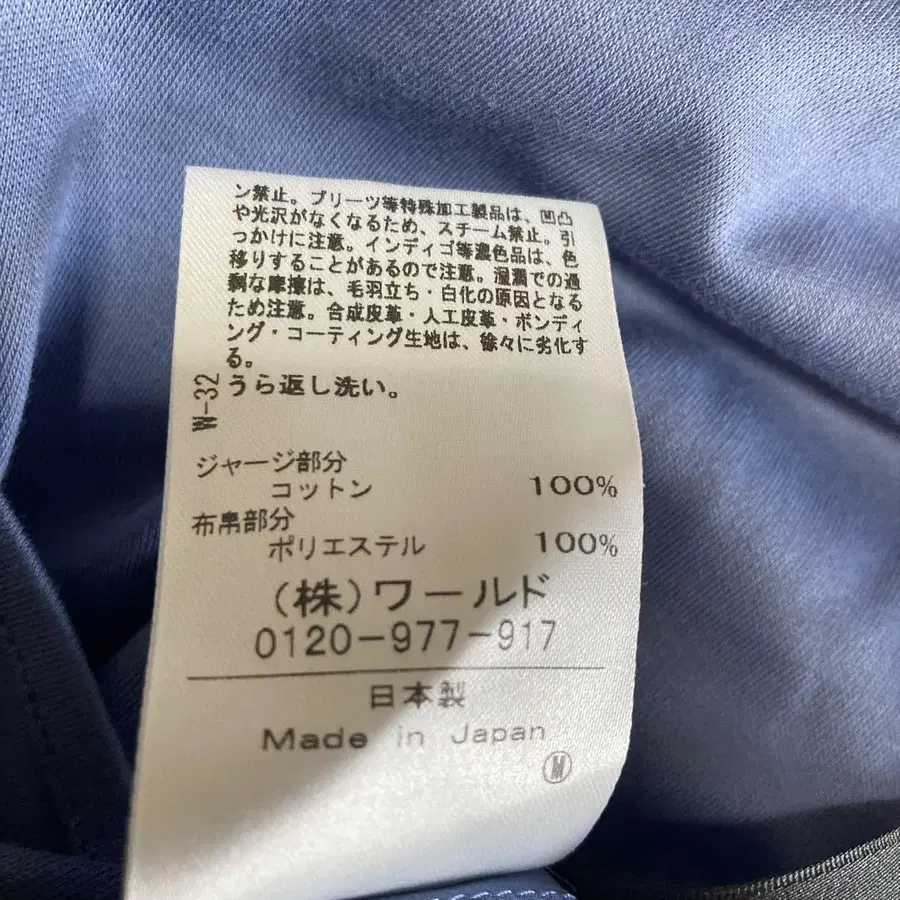 ン禁止。プリーツ等特殊加工製品は、凹凸
や光沢がなくなるため、スチーム禁止。引
っかけに注意。インディゴ等濃色品は、色
移りすることがあるので注意。湿潤での過
剰な摩擦は、毛羽立ち・白化の原因となる
ため注意。合成皮革・人工皮革・ボンディ
ング・コーティング生地は、徐々に劣化す
る。
うら返し洗い。
W-32
ジャージ部分
コットン 100%
布帛部分
ポリエステル 100%
(株)ワールド
0120-977-917
日本製
Made in Japan
W